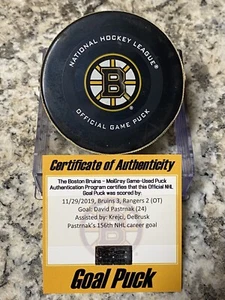 NATIONAL HOCKEY LEAGUE
B
OFFICIAL GAME PUCK
Certificate of Authenticity
The Boston Bruins - MeiGray Game-Used Puck
Authentication Program certifies that this Official NHL
Goal Puck was scored by:
11/29/2019, Bruins 3, Rangers 2 (OT)
Goal: David Pastrnak (24)
Assisted by: Krejci, DeBrusk
Pastrnak's 156th NHL career goal
Goal Puck